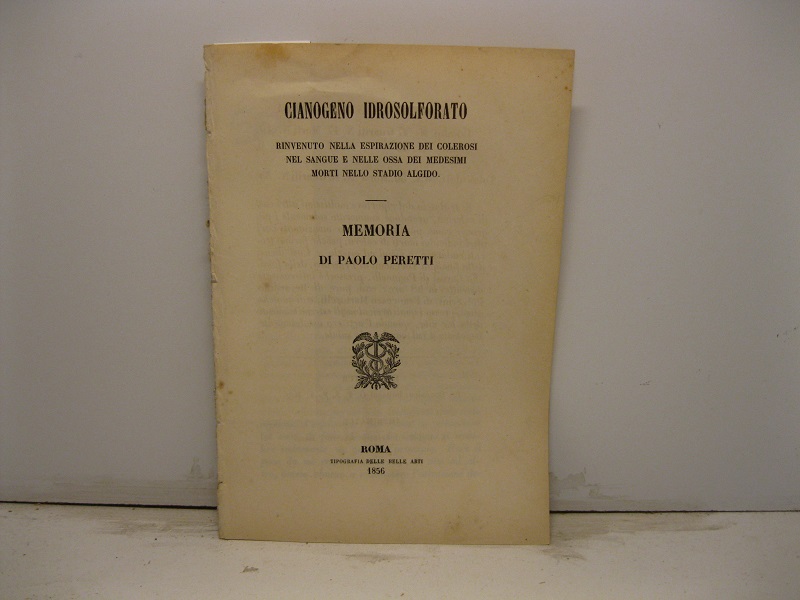 CIANOGENO IDROSOLFORATO
RINVENUTO NELLA ESPIRAZIONE DEI COLEROSI
NEL SANGUE E NELLE OSSA DEI MEDESIMI
MORTI NELLO STADIO ALGIDO.
MEMORIA
DI PAOLO PERETTI
ROMA
TIPOGRAFIA DELLE BELLE ARTI
1856